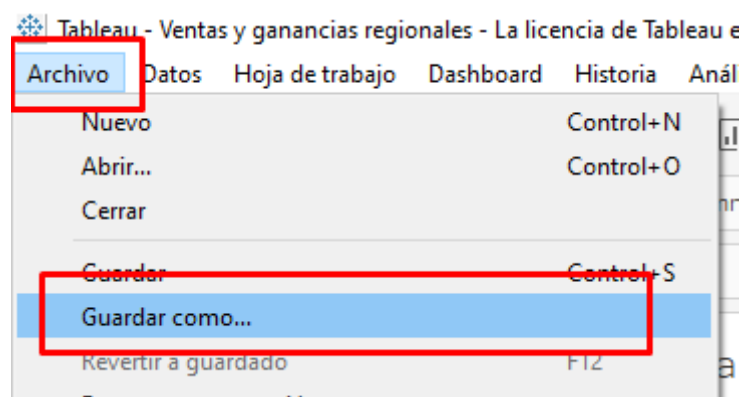 Tableau - Ventas y ganancias regionales - La licencia de Tableau e
Archivo Datos Hoja de trabajo Dashboard Historia Anál
Nuevo Control+N
Abrir... Control+O
Cerrar
Guardar Control+S
Guardar como...
Revertir a guardado F12